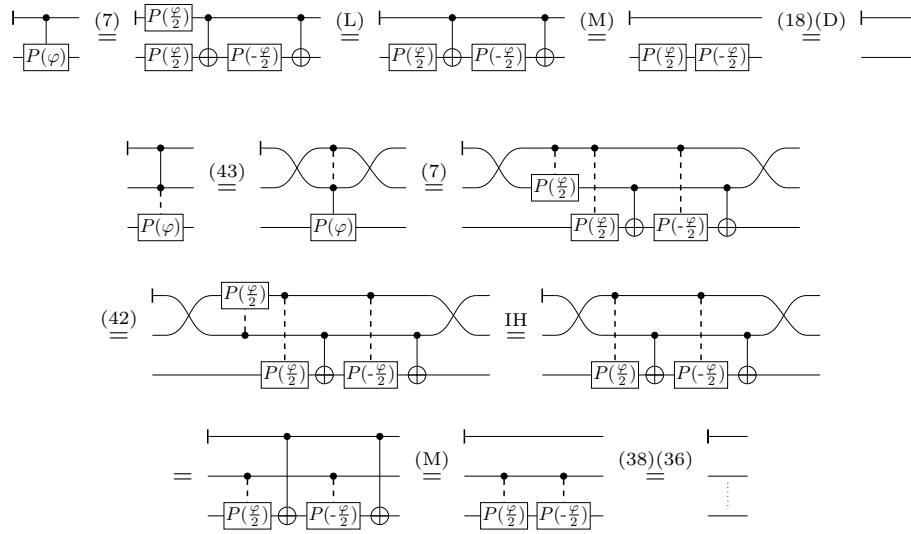 (7) P(φ/2) (L) (M) (18)(D)
P(φ) = P(φ/2) P(-φ/2) = P(φ/2) P(-φ/2) = P(φ/2) P(-φ/2) =
(43) (7) P(φ/2)
P(φ) = P(φ) = P(φ/2) P(-φ/2)
(42) P(φ/2) IH
= P(φ/2) P(-φ/2) = P(φ/2) P(-φ/2)
(M) (38)(36)
= P(φ/2) P(-φ/2) = P(φ/2) P(-φ/2) =